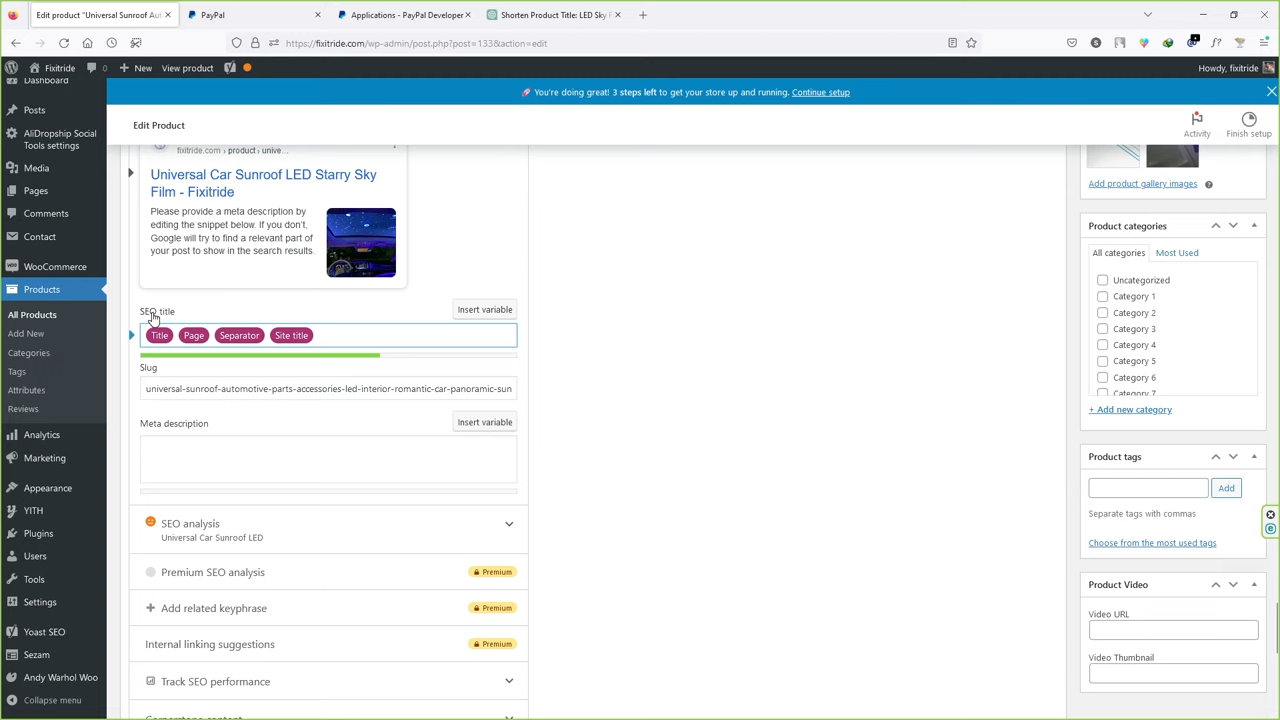 Edit product "Universal Sunroof Aut
PayPal
Applications - PayPal Developer
Shorten Product Title: LED Sky F
https://fixitride.com/wp-admin/post.php?post=133&action=edit
Fixitride
New
View product
Howdy, fixitride
🚀 You're doing great! 3 steps left to get your store up and running. Continue setup
Edit Product
Activity
Finish setup
Dashboard
Posts
AliDropship Social
Tools settings
Media
Pages
Comments
Contact
WooCommerce
Products
All Products
Add New
Categories
Tags
Attributes
Reviews
Analytics
Marketing
Appearance
YITH
Plugins
Users
Tools
Settings
Yoast SEO
Sezam
Andy Warhol Woo
Collapse menu
fixitride.com › product › unive...
Universal Car Sunroof LED Starry Sky
Film - Fixitride
Please provide a meta description by
editing the snippet below. If you don't,
Google will try to find a relevant part of
your post to show in the search results.
SEO title
Insert variable
Title Page Separator Site title
Slug
universal-sunroof-automotive-parts-accessories-led-interior-romantic-car-panoramic-sun
Meta description
Insert variable
SEO analysis
Universal Car Sunroof LED
Premium SEO analysis
Premium
Add related keyphrase
Premium
Internal linking suggestions
Premium
Track SEO performance
Cornerstone content
Add product gallery images
Product categories
All categories
Most Used
Uncategorized
Category 1
Category 2
Category 3
Category 4
Category 5
Category 6
Category 7
+ Add new category
Product tags
Add
Separate tags with commas
Choose from the most used tags
Product Video
Video URL
Video Thumbnail